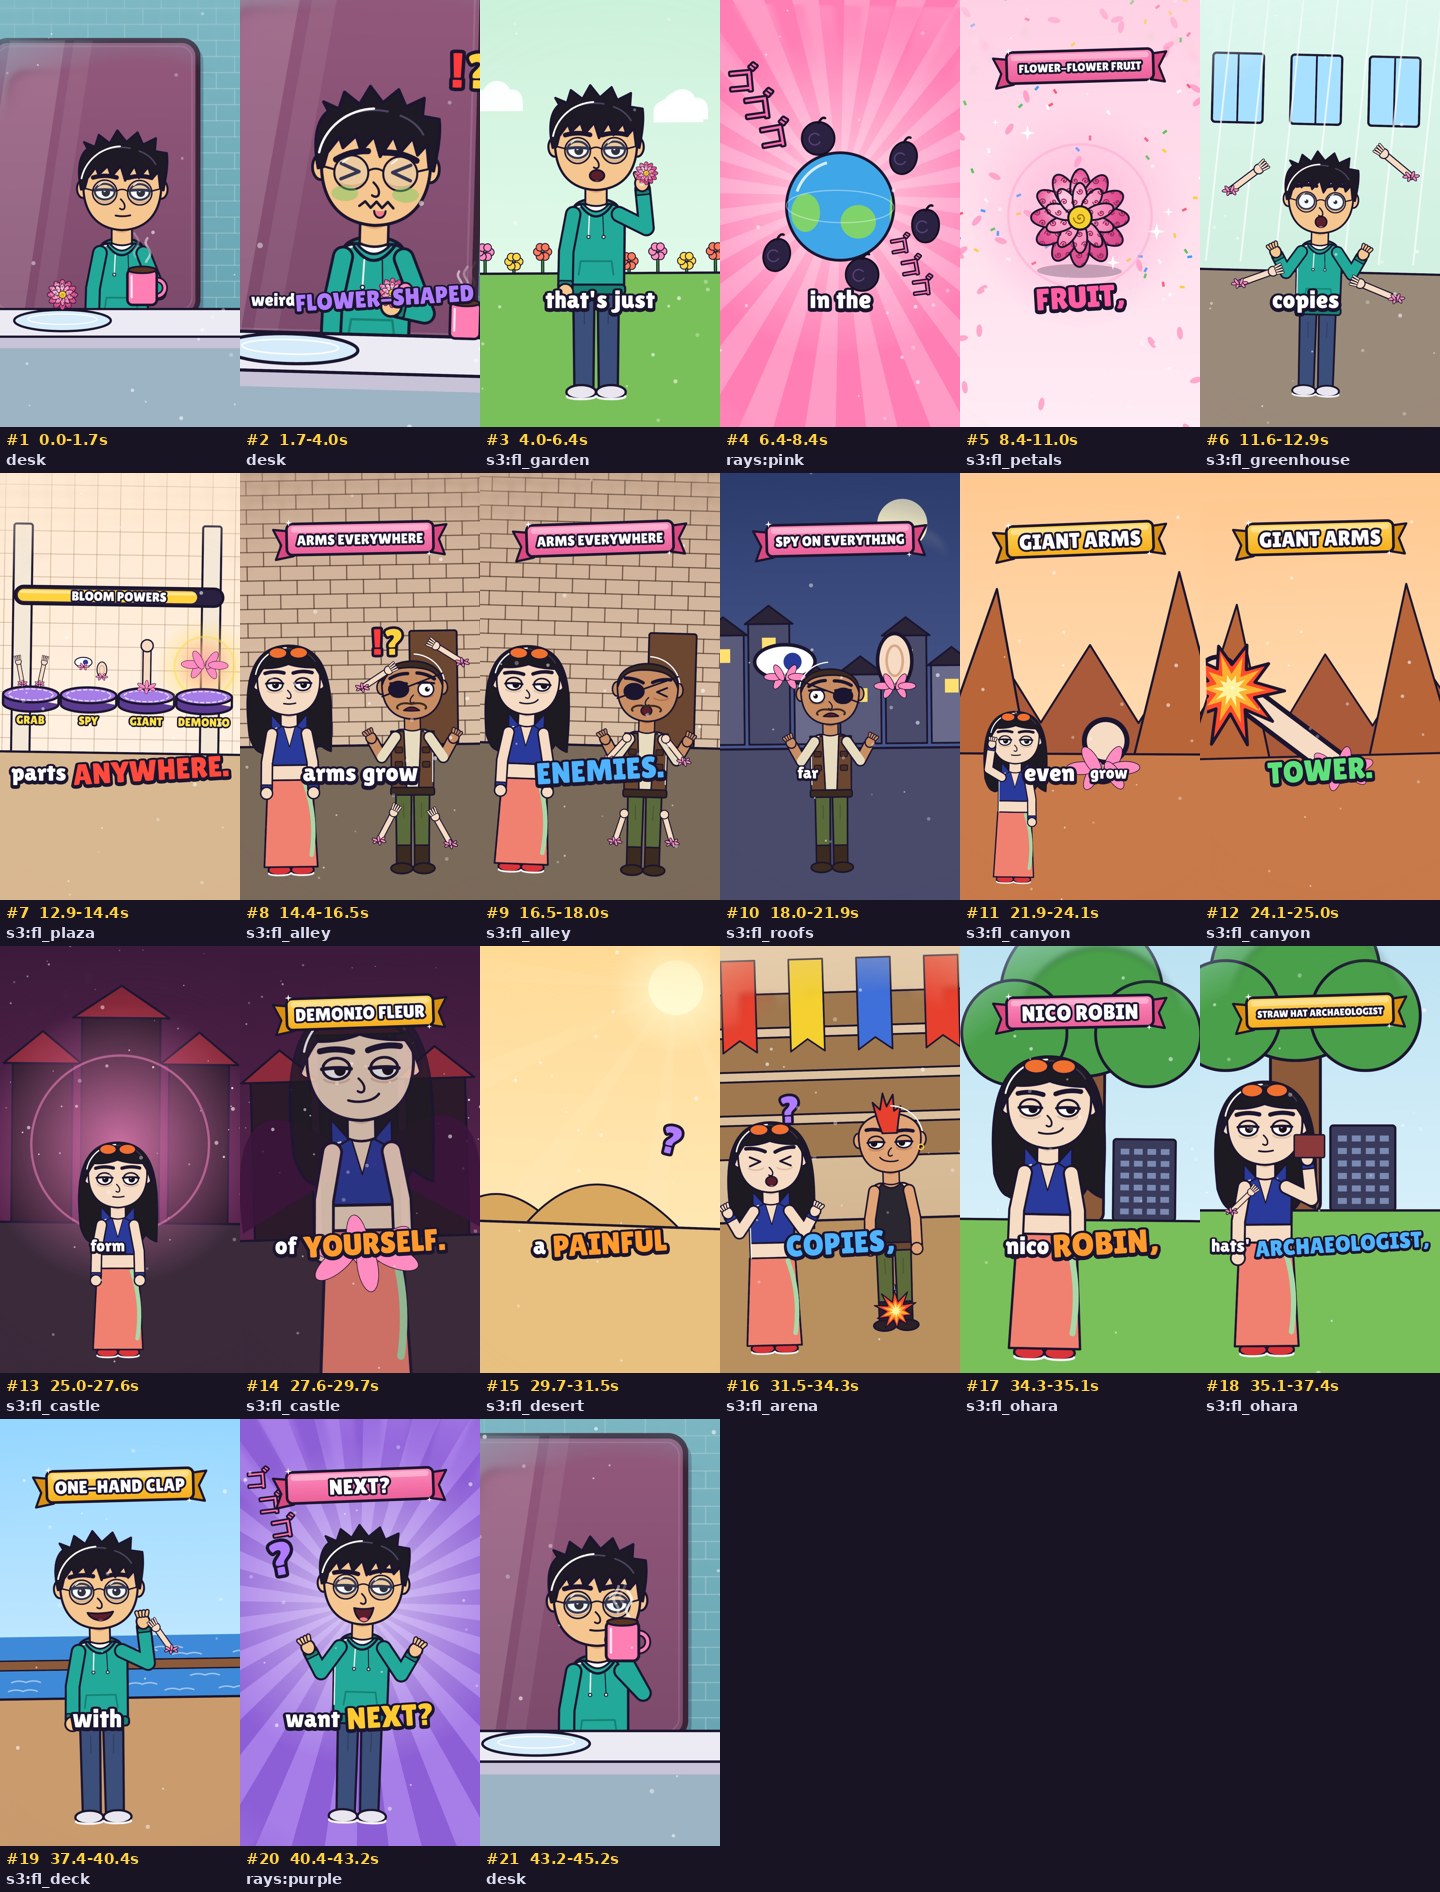 !?
weird FLOWER-SHAPED
that's just
ゴゴゴ
in the
ゴゴゴ
FLOWER-FLOWER FRUIT
FRUIT,
copies
#1 0.0-1.7s
desk
#2 1.7-4.0s
desk
#3 4.0-6.4s
s3:fl_garden
#4 6.4-8.4s
rays:pink
#5 8.4-11.0s
s3:fl_petals
#6 11.6-12.9s
s3:fl_greenhouse
BLOOM POWERS
GRAB
SPY
GIANT
DEMONIO
parts ANYWHERE.
ARMS EVERYWHERE
!?
arms grow
ARMS EVERYWHERE
ENEMIES.
SPY ON EVERYTHING
far
GIANT ARMS
even grow
GIANT ARMS
TOWER.
#7 12.9-14.4s
s3:fl_plaza
#8 14.4-16.5s
s3:fl_alley
#9 16.5-18.0s
s3:fl_alley
#10 18.0-21.9s
s3:fl_roofs
#11 21.9-24.1s
s3:fl_canyon
#12 24.1-25.0s
s3:fl_canyon
form
DEMONIO FLEUR
of YOURSELF.
?
a PAINFUL
?
COPIES,
NICO ROBIN
nico ROBIN,
STRAW HAT ARCHAEOLOGIST
hats' ARCHAEOLOGIST,
#13 25.0-27.6s
s3:fl_castle
#14 27.6-29.7s
s3:fl_castle
#15 29.7-31.5s
s3:fl_desert
#16 31.5-34.3s
s3:fl_arena
#17 34.3-35.1s
s3:fl_ohara
#18 35.1-37.4s
s3:fl_ohara
ONE-HAND CLAP
with
ゴゴゴ
NEXT?
?
want NEXT?
#19 37.4-40.4s
s3:fl_deck
#20 40.4-43.2s
rays:purple
#21 43.2-45.2s
desk